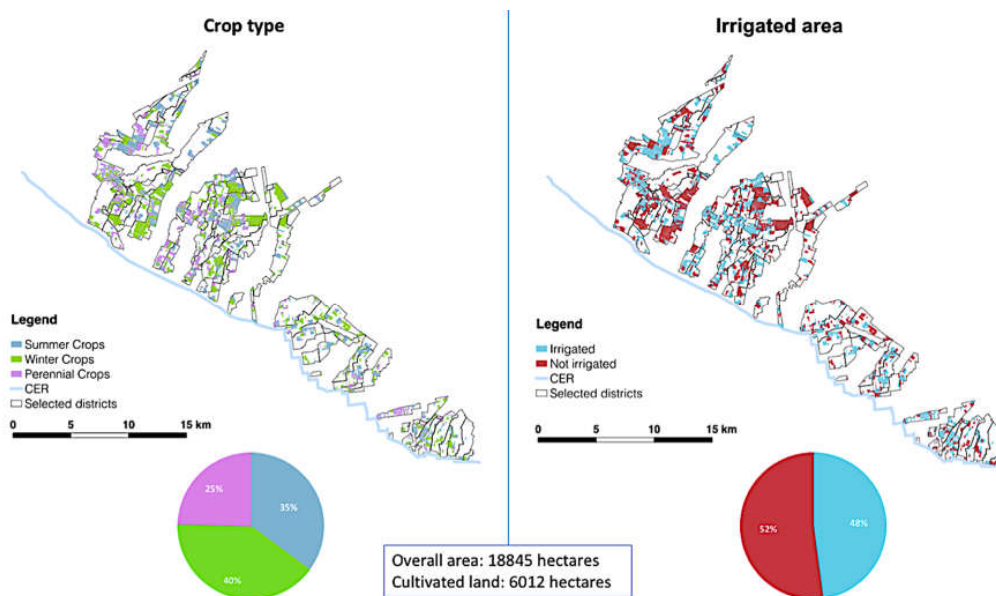 Crop type
Legend
Summer Crops
Winter Crops
Perennial Crops
CER
Selected districts
0 5 10 15 km
25%
35%
40%
Irrigated area
Legend
Irrigated
Not irrigated
CER
Selected districts
0 5 10 15 km
52%
48%
Overall area: 18845 hectares
Cultivated land: 6012 hectares